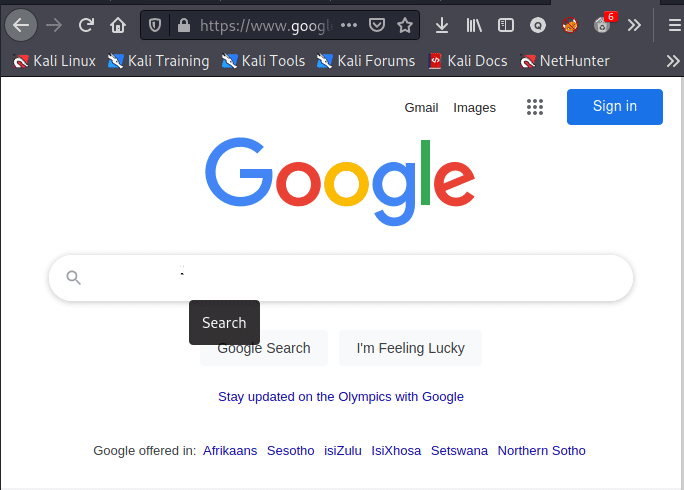 https://www.google
6
Kali Linux Kali Training Kali Tools Kali Forums Kali Docs NetHunter
Gmail Images Sign in
Google
Search
Google Search I'm Feeling Lucky
Stay updated on the Olympics with Google
Google offered in: Afrikaans Sesotho isiZulu IsiXhosa Setswana Northern Sotho